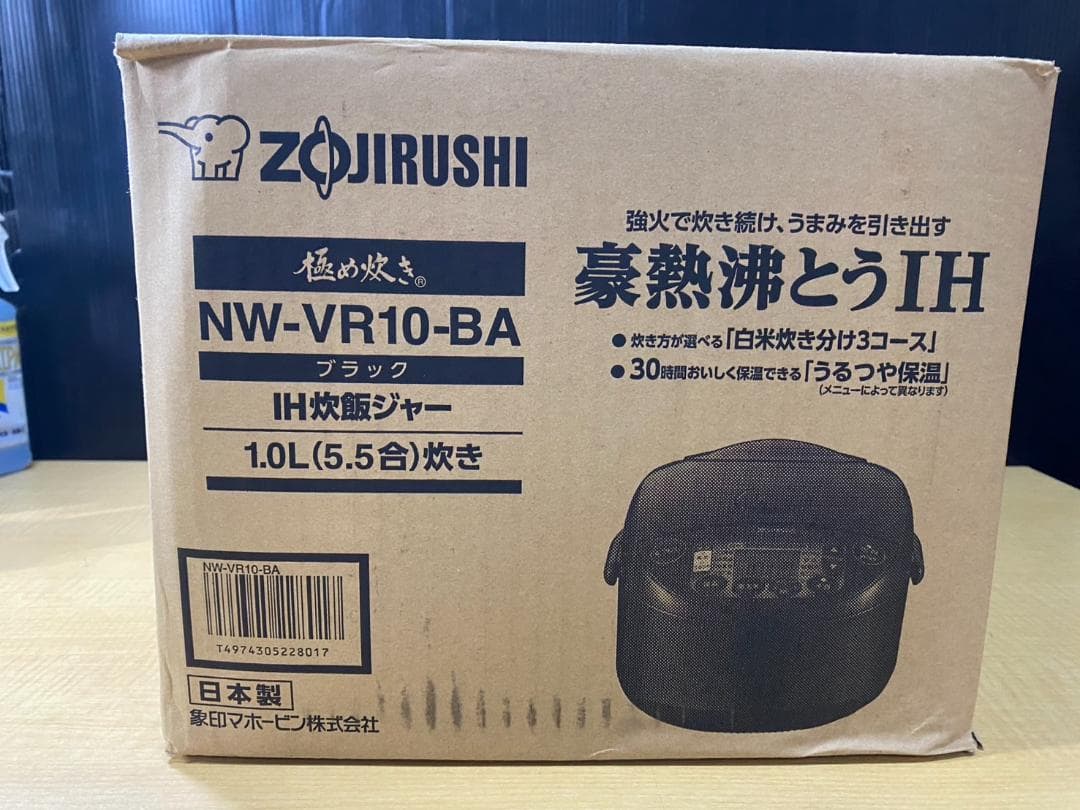 ZOJIRUSHI
極め炊き®
NW-VR10-BA
ブラック
IH炊飯ジャー
1.0L(5.5合)炊き
強火で炊き続け、うまみを引き出す
豪熱沸とうIH
● 炊き方が選べる「白米炊き分け3コース」
● 30時間おいしく保温できる「うるつや保温」
(メニューによって異なります)
NW-VR10-BA
T4974305228017
日本製
象印マホービン株式会社